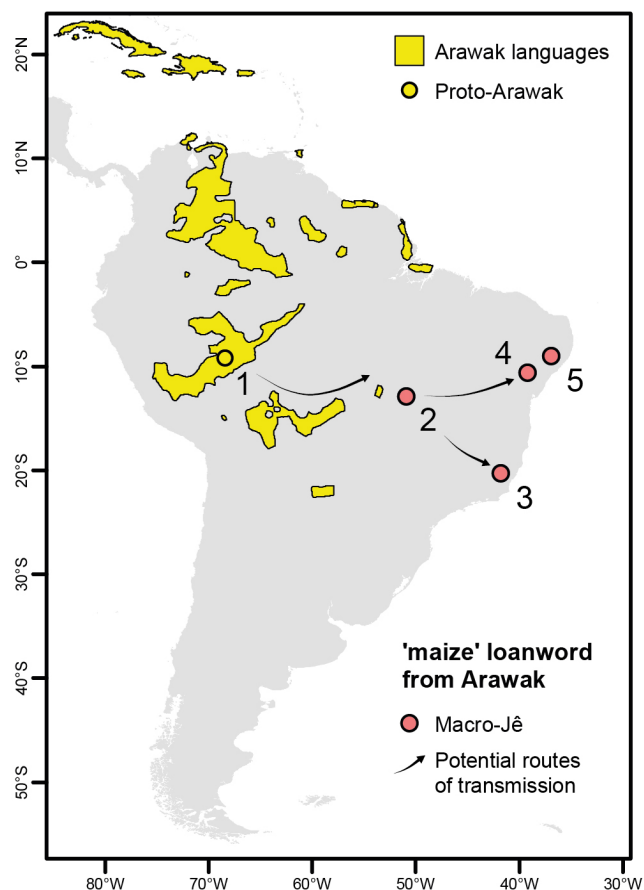 Arawak languages
Proto-Arawak
20°N
10°N
0°
10°S
20°S
30°S
40°S
50°S
1
2
3
4
5
'maize' loanword
from Arawak
Macro-Jê
Potential routes
of transmission
80°W 70°W 60°W 50°W 40°W 30°W